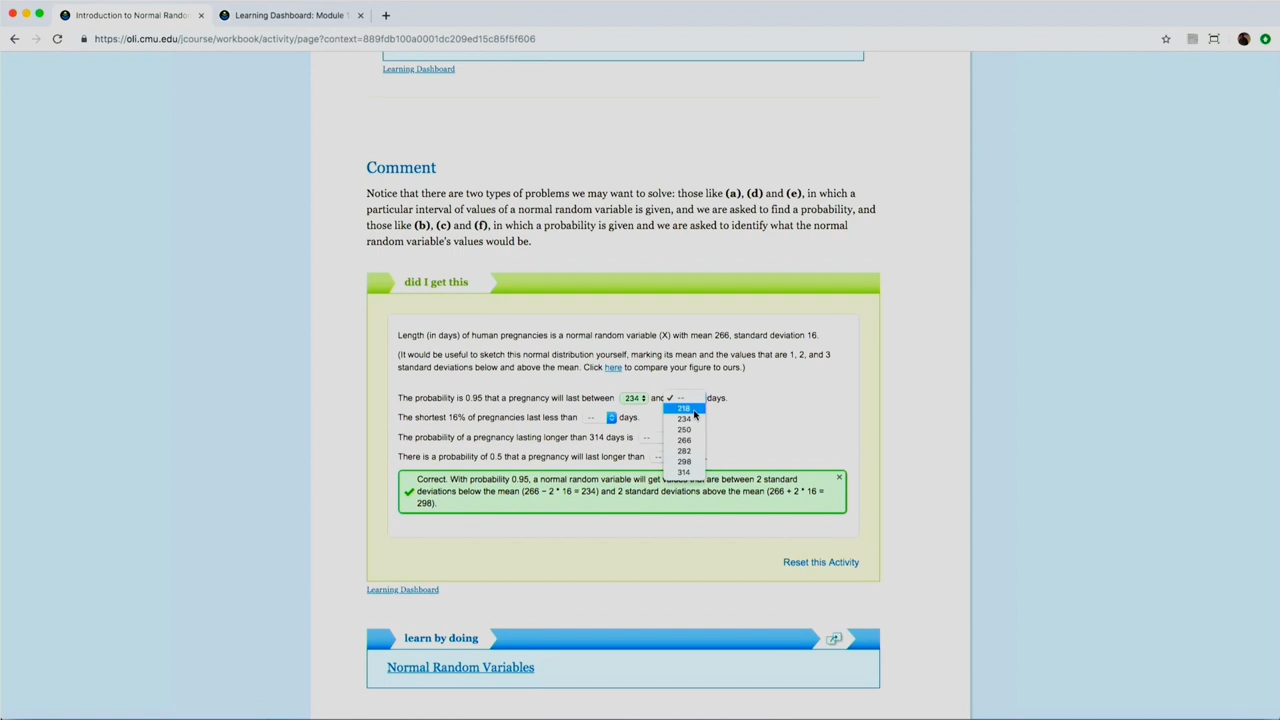 Introduction to Normal Rando
Learning Dashboard: Module
https://oli.cmu.edu/jcourse/workbook/activity/page?context=889fdb100a0001dc209ed15c85f5f606
Learning Dashboard
Comment
Notice that there are two types of problems we may want to solve: those like (a), (d) and (e), in which a
particular interval of values of a normal random variable is given, and we are asked to find a probability, and
those like (b), (c) and (f), in which a probability is given and we are asked to identify what the normal
random variable's values would be.
did I get this
Length (in days) of human pregnancies is a normal random variable (X) with mean 266, standard deviation 16.
(It would be useful to sketch this normal distribution yourself, marking its mean and the values that are 1, 2, and 3
standard deviations below and above the mean. Click here to compare your figure to ours.)
The probability is 0.95 that a pregnancy will last between 234 and -- days.
218
234
250
266
282
298
314
The shortest 16% of pregnancies last less than -- days.
The probability of a pregnancy lasting longer than 314 days is --
There is a probability of 0.5 that a pregnancy will last longer than --
Correct. With probability 0.95, a normal random variable will get are between 2 standard
deviations below the mean (266 − 2 * 16 = 234) and 2 standard deviations above the mean (266 + 2 * 16 =
298).
Reset this Activity
Learning Dashboard
learn by doing
Normal Random Variables